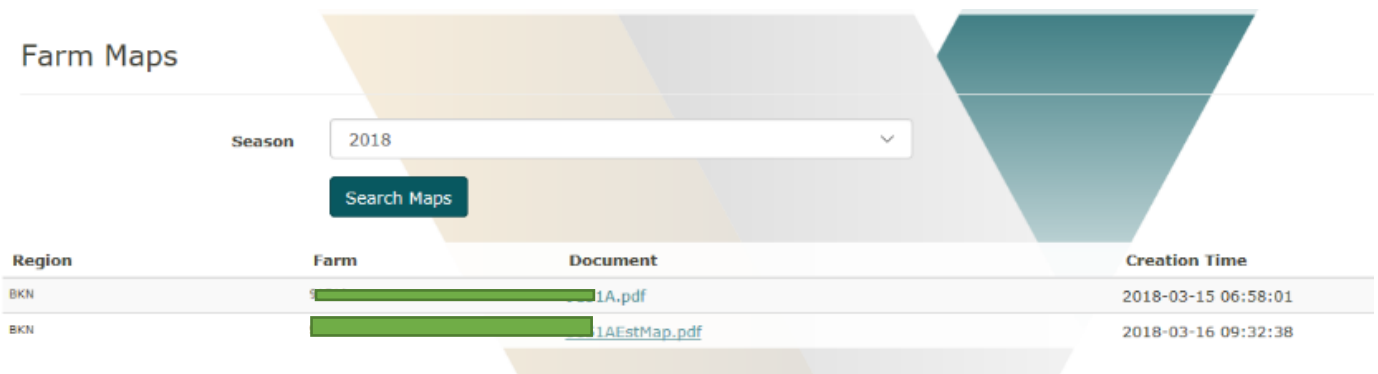 Farm Maps
Season 2018
Search Maps
Region Farm Document Creation Time
BKN 1A.pdf 2018-03-15 06:58:01
BKN 1AEstMap.pdf 2018-03-16 09:32:38